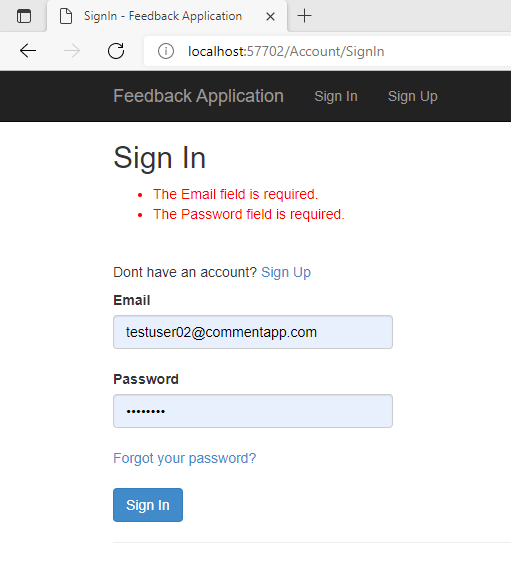 SignIn - Feedback Application
localhost:57702/Account/SignIn
Feedback Application Sign In Sign Up
Sign In
• The Email field is required.
• The Password field is required.
Dont have an account? Sign Up
Email
testuser02@commentapp.com
Password
••••••••
Forgot your password?
Sign In